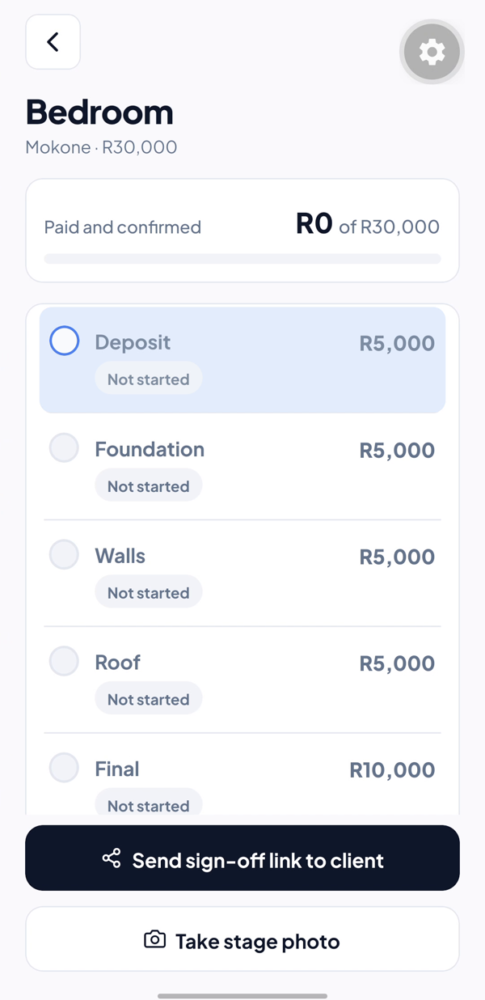 Bedroom
Mokone · R30,000
Paid and confirmed R0 of R30,000
Deposit R5,000
Not started
Foundation R5,000
Not started
Walls R5,000
Not started
Roof R5,000
Not started
Final R10,000
Not started
Send sign-off link to client
Take stage photo